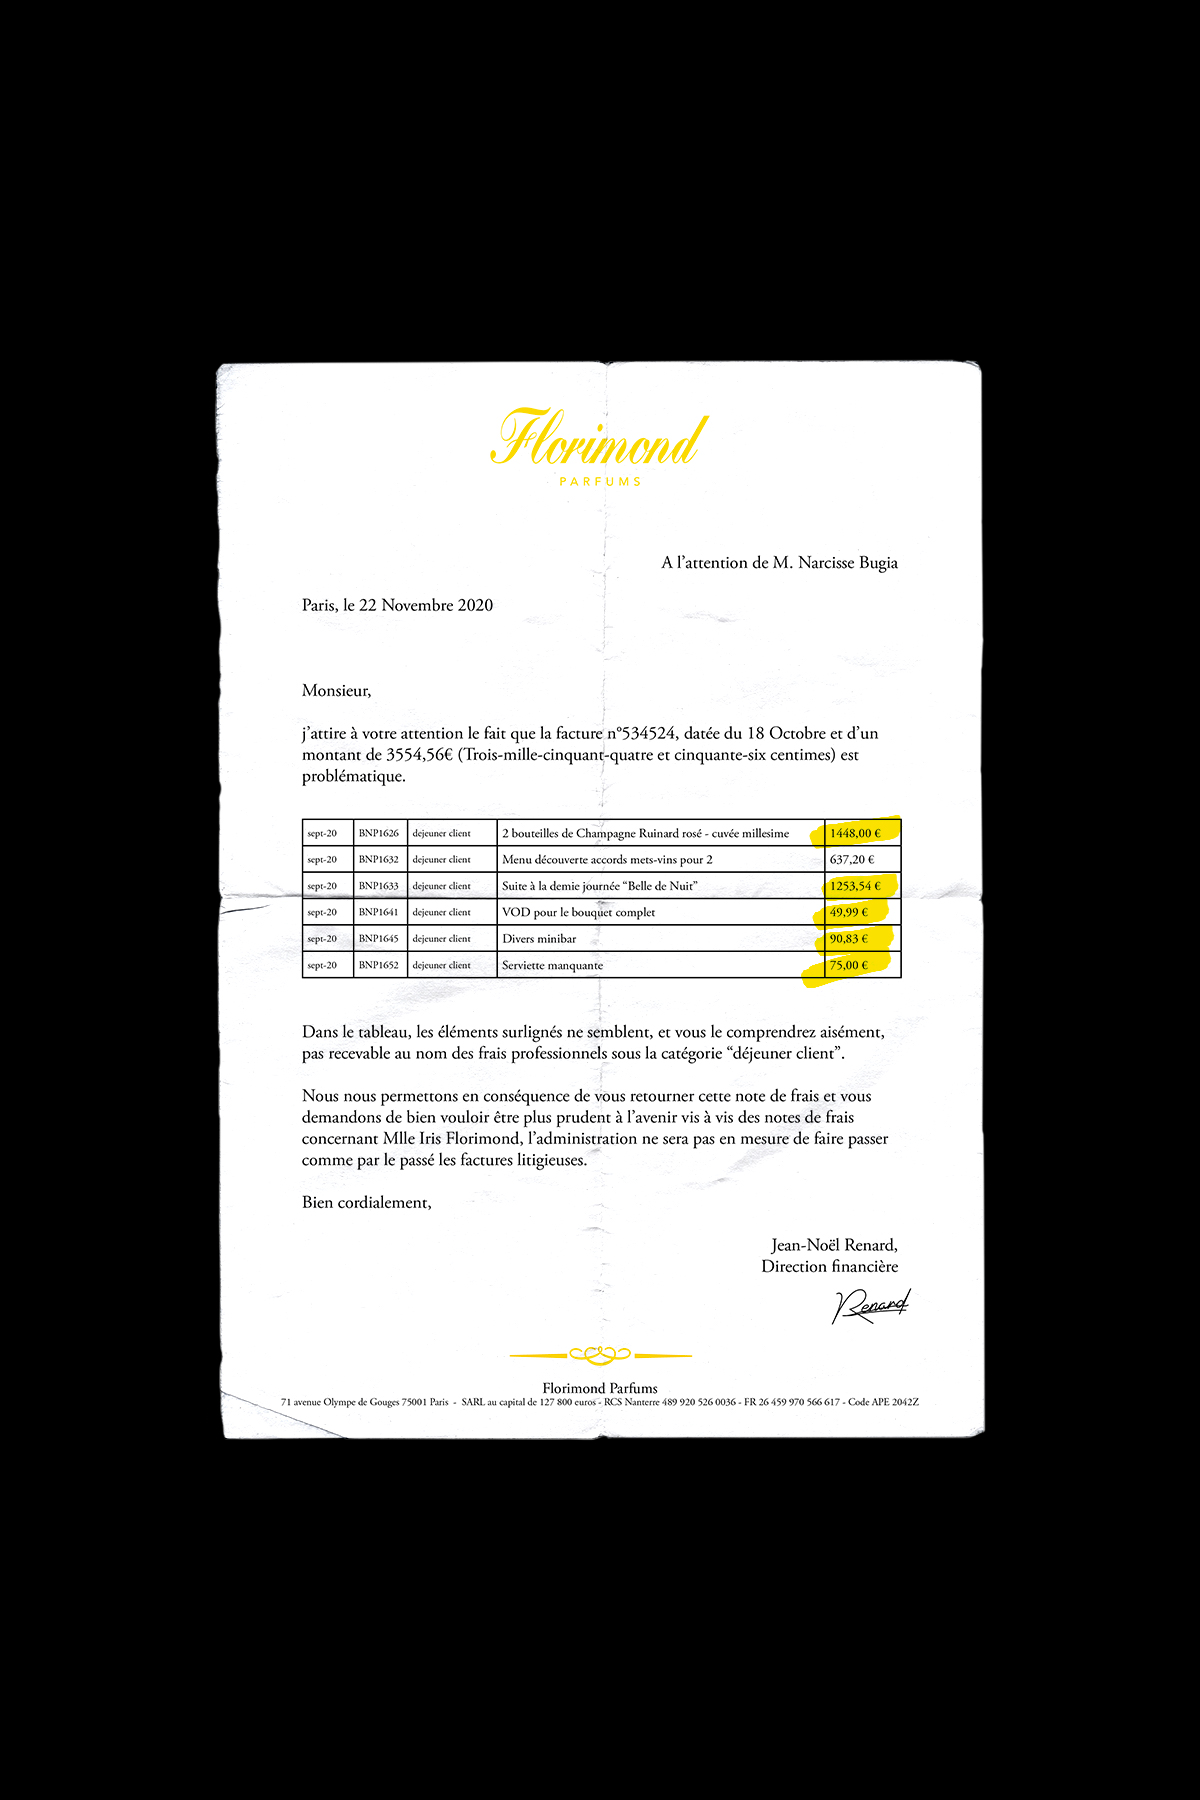 Florimond
PARFUMS
A l’attention de M. Narcisse Bugia
Paris, le 22 Novembre 2020
Monsieur,
j’attire à votre attention le fait que la facture n°534524, datée du 18 Octobre et d’un
montant de 3554,56€ (Trois-mille-cinquant-quatre et cinquante-six centimes) est
problématique.
sept-20 BNP1626 dejeuner client 2 bouteilles de Champagne Ruinard rosé - cuvée millesime 1448,00 €
sept-20 BNP1632 dejeuner client Menu découverte accords mets-vins pour 2 637,20 €
sept-20 BNP1633 dejeuner client Suite à la demie journée “Belle de Nuit” 1253,54 €
sept-20 BNP1641 dejeuner client VOD pour le bouquet complet 49,99 €
sept-20 BNP1645 dejeuner client Divers minibar 90,83 €
sept-20 BNP1652 dejeuner client Serviette manquante 75,00 €
Dans le tableau, les éléments surlignés ne semblent, et vous le comprendrez aisément,
pas recevable au nom des frais professionnels sous la catégorie “déjeuner client”.
Nous nous permettons en conséquence de vous retourner cette note de frais et vous
demandons de bien vouloir être plus prudent à l’avenir vis à vis des notes de frais
concernant Mlle Iris Florimond, l’administration ne sera pas en mesure de faire passer
comme par le passé les factures litigieuses.
Bien cordialement,
Jean-Noël Renard,
Direction financière
Renard
Florimond Parfums
71 avenue Olympe de Gouges 75001 Paris - SARL au capital de 127 800 euros - RCS Nanterre 489 920 526 0036 - FR 26 459 970 566 617 - Code APE 2042Z